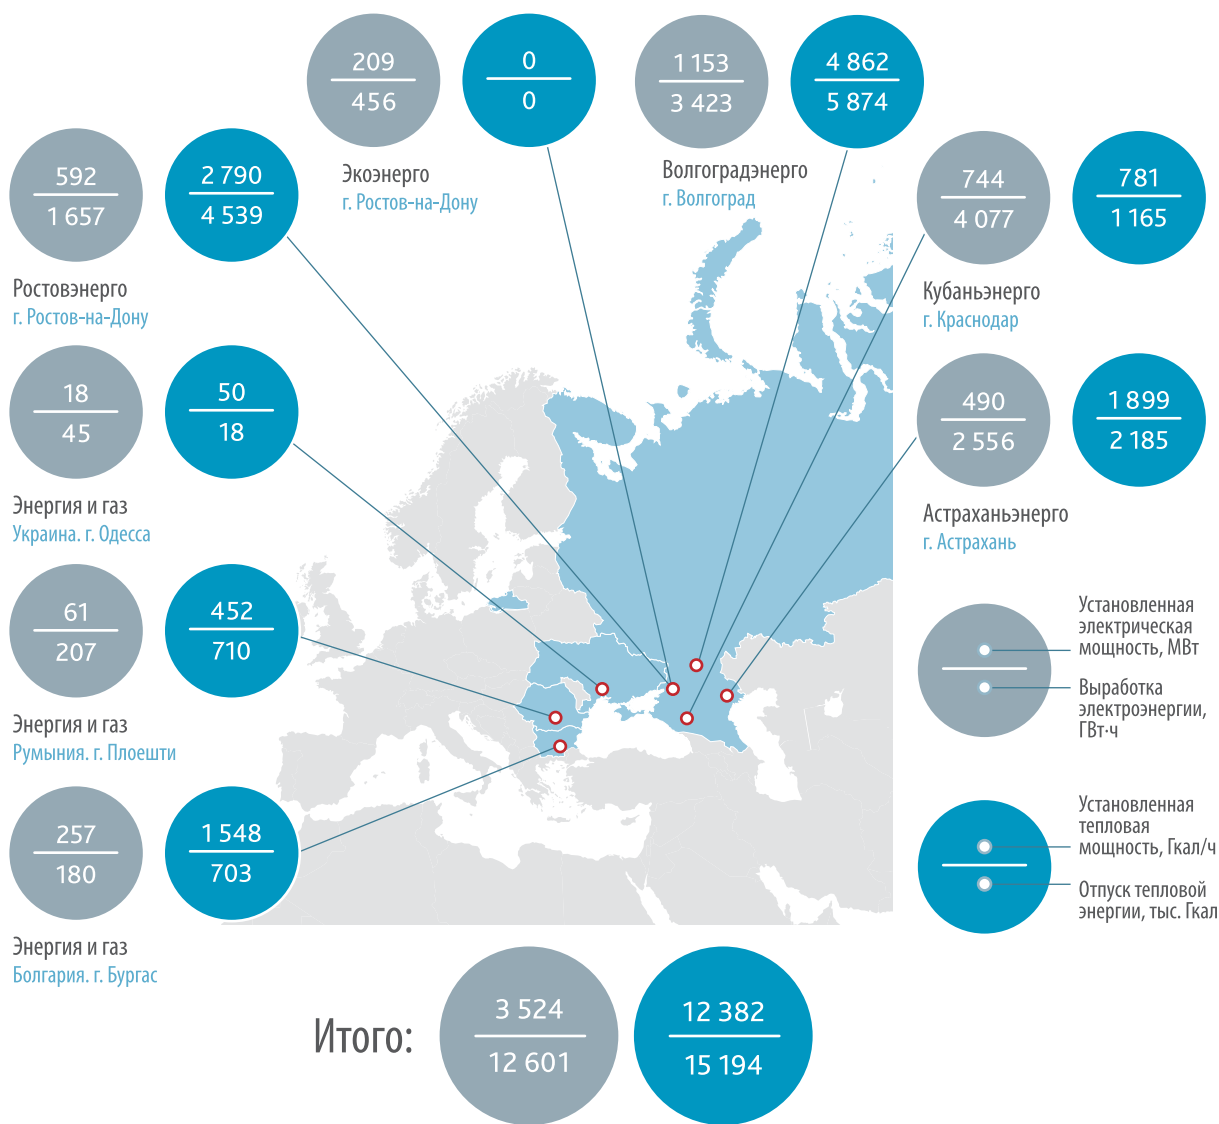 209
456
0
0
Экоэнерго
г. Ростов-на-Дону
1 153
3 423
4 862
5 874
Волгоградэнерго
г. Волгоград
592
1 657
2 790
4 539
Ростовэнерго
г. Ростов-на-Дону
744
4 077
781
1 165
Кубаньэнерго
г. Краснодар
18
45
50
18
Энергия и газ
Украина. г. Одесса
490
2 556
1 899
2 185
Астраханьэнерго
г. Астрахань
61
207
452
710
Энергия и газ
Румыния. г. Плоешти
Установленная
электрическая
мощность, МВт
Выработка
электроэнергии,
ГВт·ч
257
180
1 548
703
Энергия и газ
Болгария. г. Бургас
Установленная
тепловая
мощность, Гкал/ч
Отпуск тепловой
энергии, тыс. Гкал
Итого:
3 524
12 601
12 382
15 194